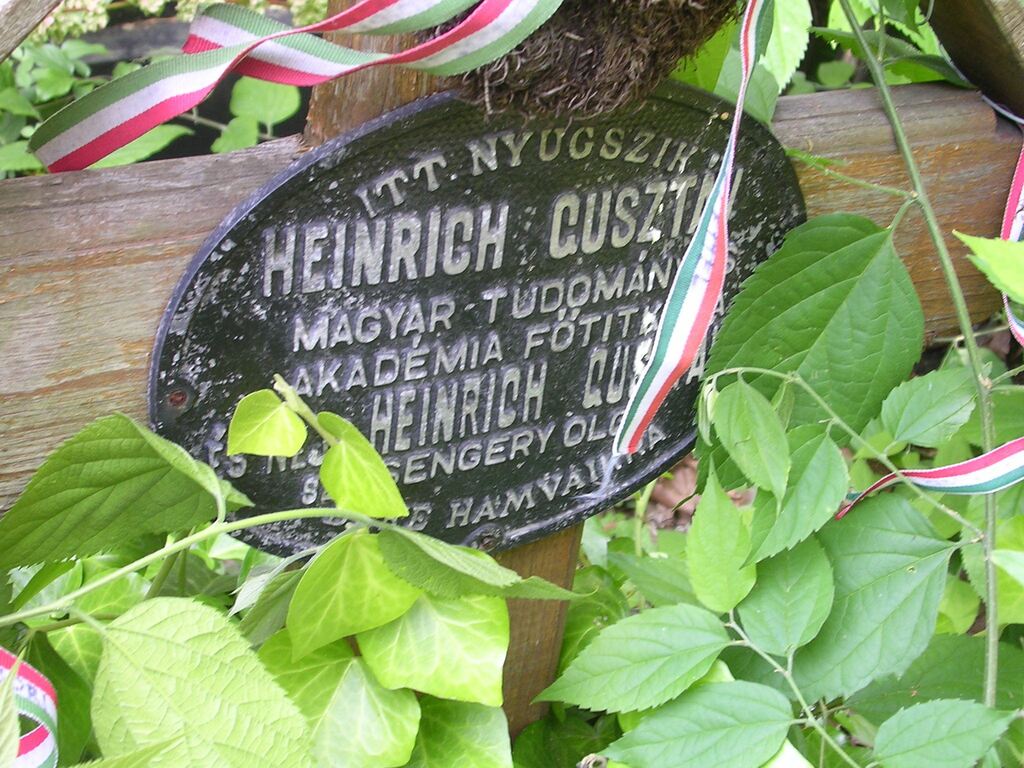 ITT NYUGSZIK
HEINRICH GUSZTÁV
MAGYAR TUDOMÁNYOS
AKADÉMIA FŐTITKÁRA
HEINRICH
SENGERY OLGA
HAMVAI